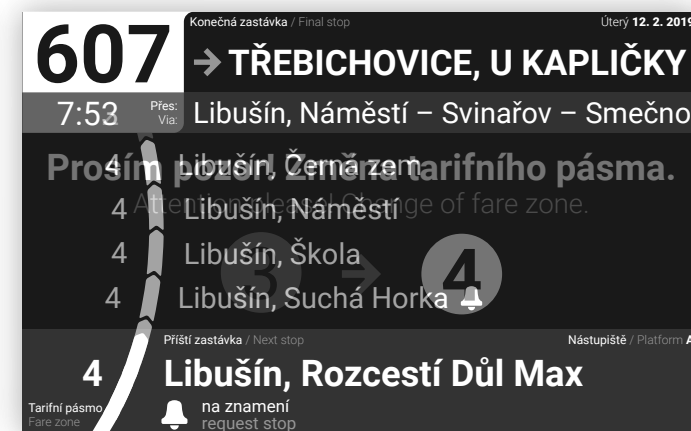 607
Konečná zastávka / Final stop
Úterý 12. 2. 2019
→ TŘEBICHOVICE, U KAPLIČKY
7:53
Přes:
Via:
Libušín, Náměstí – Svinařov – Smečno
Prosím pozor! Změna tarifního pásma.
Attention please! Change of fare zone.
3 → 4
4 Libušín, Černá zem
4 Libušín, Náměstí
4 Libušín, Škola
4 Libušín, Suchá Horka
Příští zastávka / Next stop
Nástupiště / Platform A
4 Libušín, Rozcestí Důl Max
Tarifní pásmo
Fare zone
na znamení
request stop